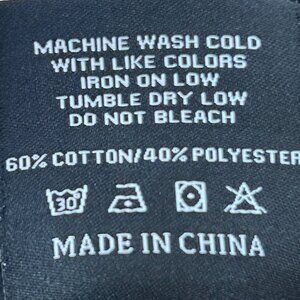 MACHINE WASH COLD
WITH LIKE COLORS
IRON ON LOW
TUMBLE DRY LOW
DO NOT BLEACH
60% COTTON/40% POLYESTER
30
MADE IN CHINA